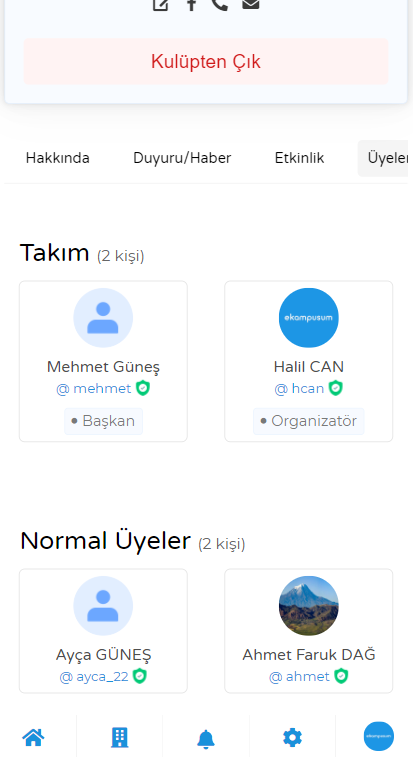 Kulüpten Çık
Hakkında Duyuru/Haber Etkinlik Üyeler
Takım (2 kişi)
ekampusum
Mehmet Güneş Halil CAN
@ mehmet @ hcan
• Başkan • Organizatör
Normal Üyeler (2 kişi)
Ayça GÜNEŞ Ahmet Faruk DAĞ
@ ayca_22 @ ahmet
ekampusum